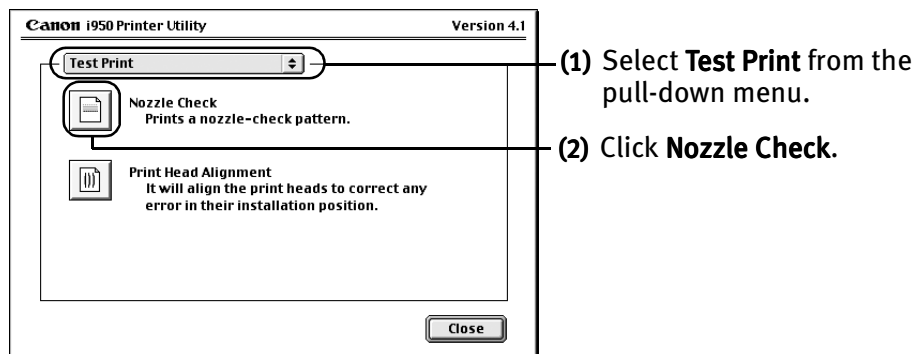 Canon i950 Printer Utility
Version 4.1
Test Print
Nozzle Check
Prints a nozzle-check pattern.
Print Head Alignment
It will align the print heads to correct any
error in their installation position.
Close
(1) Select Test Print from the
pull-down menu.
(2) Click Nozzle Check.